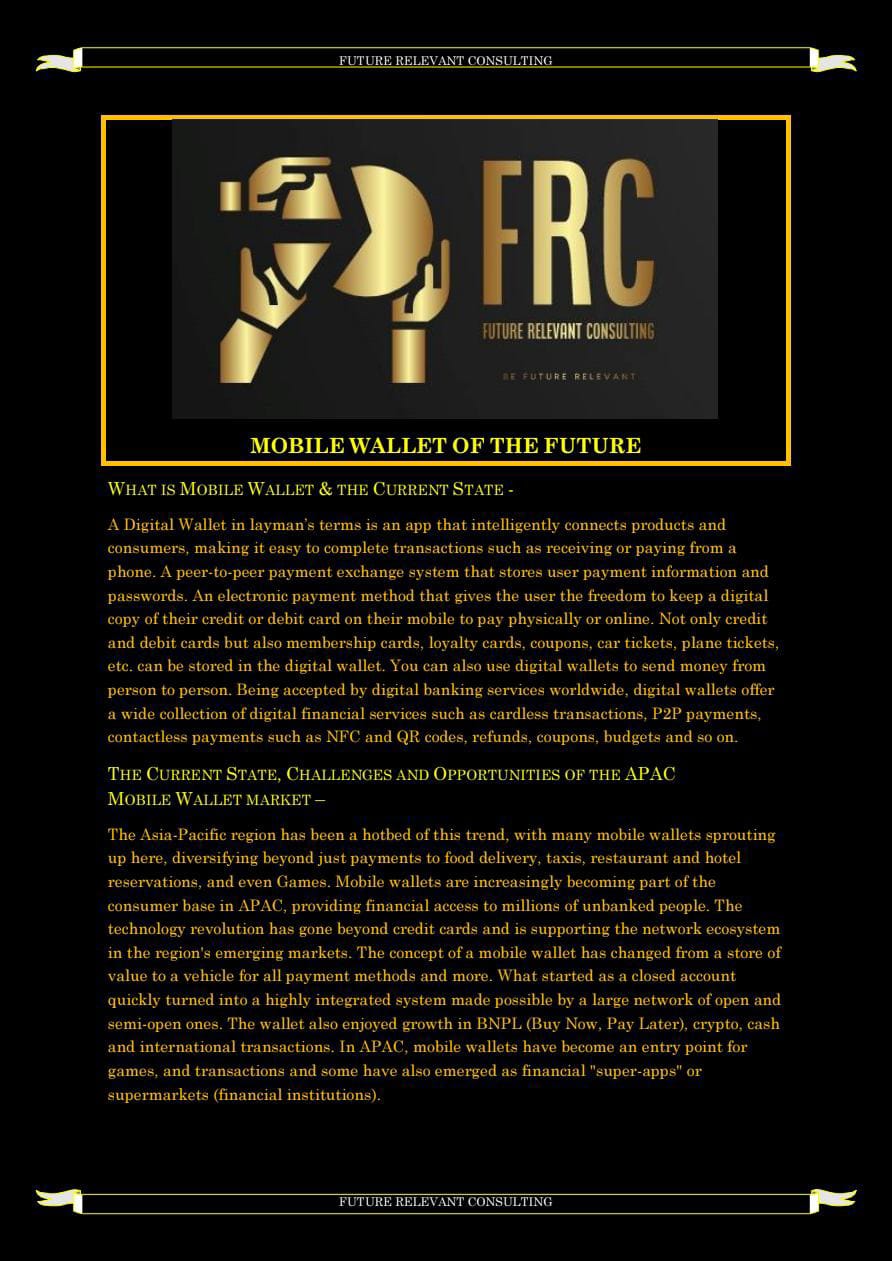 FUTURE RELEVANT CONSULTING
FRC
FUTURE RELEVANT CONSULTING
BE FUTURE RELEVANT
MOBILE WALLET OF THE FUTURE
WHAT IS MOBILE WALLET & THE CURRENT STATE -
A Digital Wallet in layman's terms is an app that intelligently connects products and
consumers, making it easy to complete transactions such as receiving or paying from a
phone. A peer-to-peer payment exchange system that stores user payment information and
passwords. An electronic payment method that gives the user the freedom to keep a digital
copy of their credit or debit card on their mobile to pay physically or online. Not only credit
and debit cards but also membership cards, loyalty cards, coupons, car tickets, plane tickets,
etc. can be stored in the digital wallet. You can also use digital wallets to send money from
person to person. Being accepted by digital banking services worldwide, digital wallets offer
a wide collection of digital financial services such as cardless transactions, P2P payments,
contactless payments such as NFC and QR codes, refunds, coupons, budgets and so on.
THE CURRENT STATE, CHALLENGES AND OPPORTUNITIES OF THE APAC
MOBILE WALLET MARKET –
The Asia-Pacific region has been a hotbed of this trend, with many mobile wallets sprouting
up here, diversifying beyond just payments to food delivery, taxis, restaurant and hotel
reservations, and even Games. Mobile wallets are increasingly becoming part of the
consumer base in APAC, providing financial access to millions of unbanked people. The
technology revolution has gone beyond credit cards and is supporting the network ecosystem
in the region's emerging markets. The concept of a mobile wallet has changed from a store of
value to a vehicle for all payment methods and more. What started as a closed account
quickly turned into a highly integrated system made possible by a large network of open and
semi-open ones. The wallet also enjoyed growth in BNPL (Buy Now, Pay Later), crypto, cash
and international transactions. In APAC, mobile wallets have become an entry point for
games, and transactions and some have also emerged as financial "super-apps" or
supermarkets (financial institutions).
FUTURE RELEVANT CONSULTING